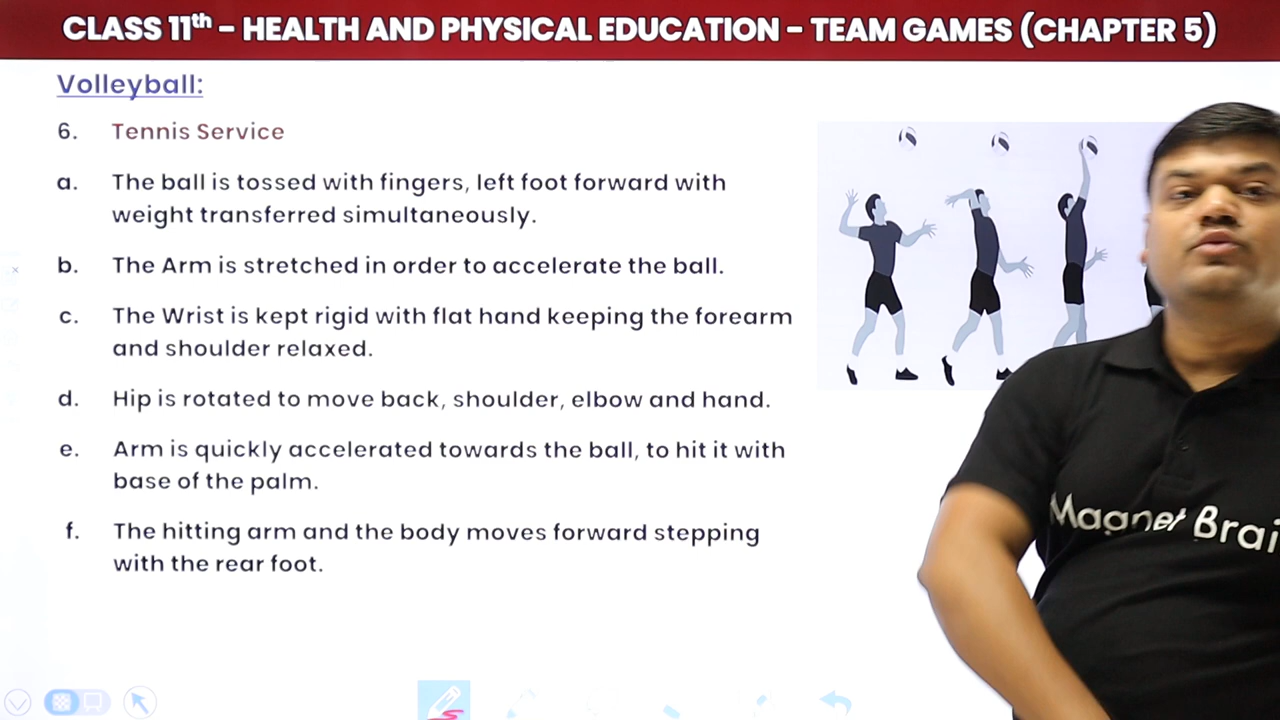 CLASS 11th – HEALTH AND PHYSICAL EDUCATION – TEAM GAMES (CHAPTER 5)
Volleyball:
6. Tennis Service
a. The ball is tossed with fingers, left foot forward with
weight transferred simultaneously.
b. The Arm is stretched in order to accelerate the ball.
c. The Wrist is kept rigid with flat hand keeping the forearm
and shoulder relaxed.
d. Hip is rotated to move back, shoulder, elbow and hand.
e. Arm is quickly accelerated towards the ball, to hit it with
base of the palm.
f. The hitting arm and the body moves forward stepping
with the rear foot.
Magnet Brai